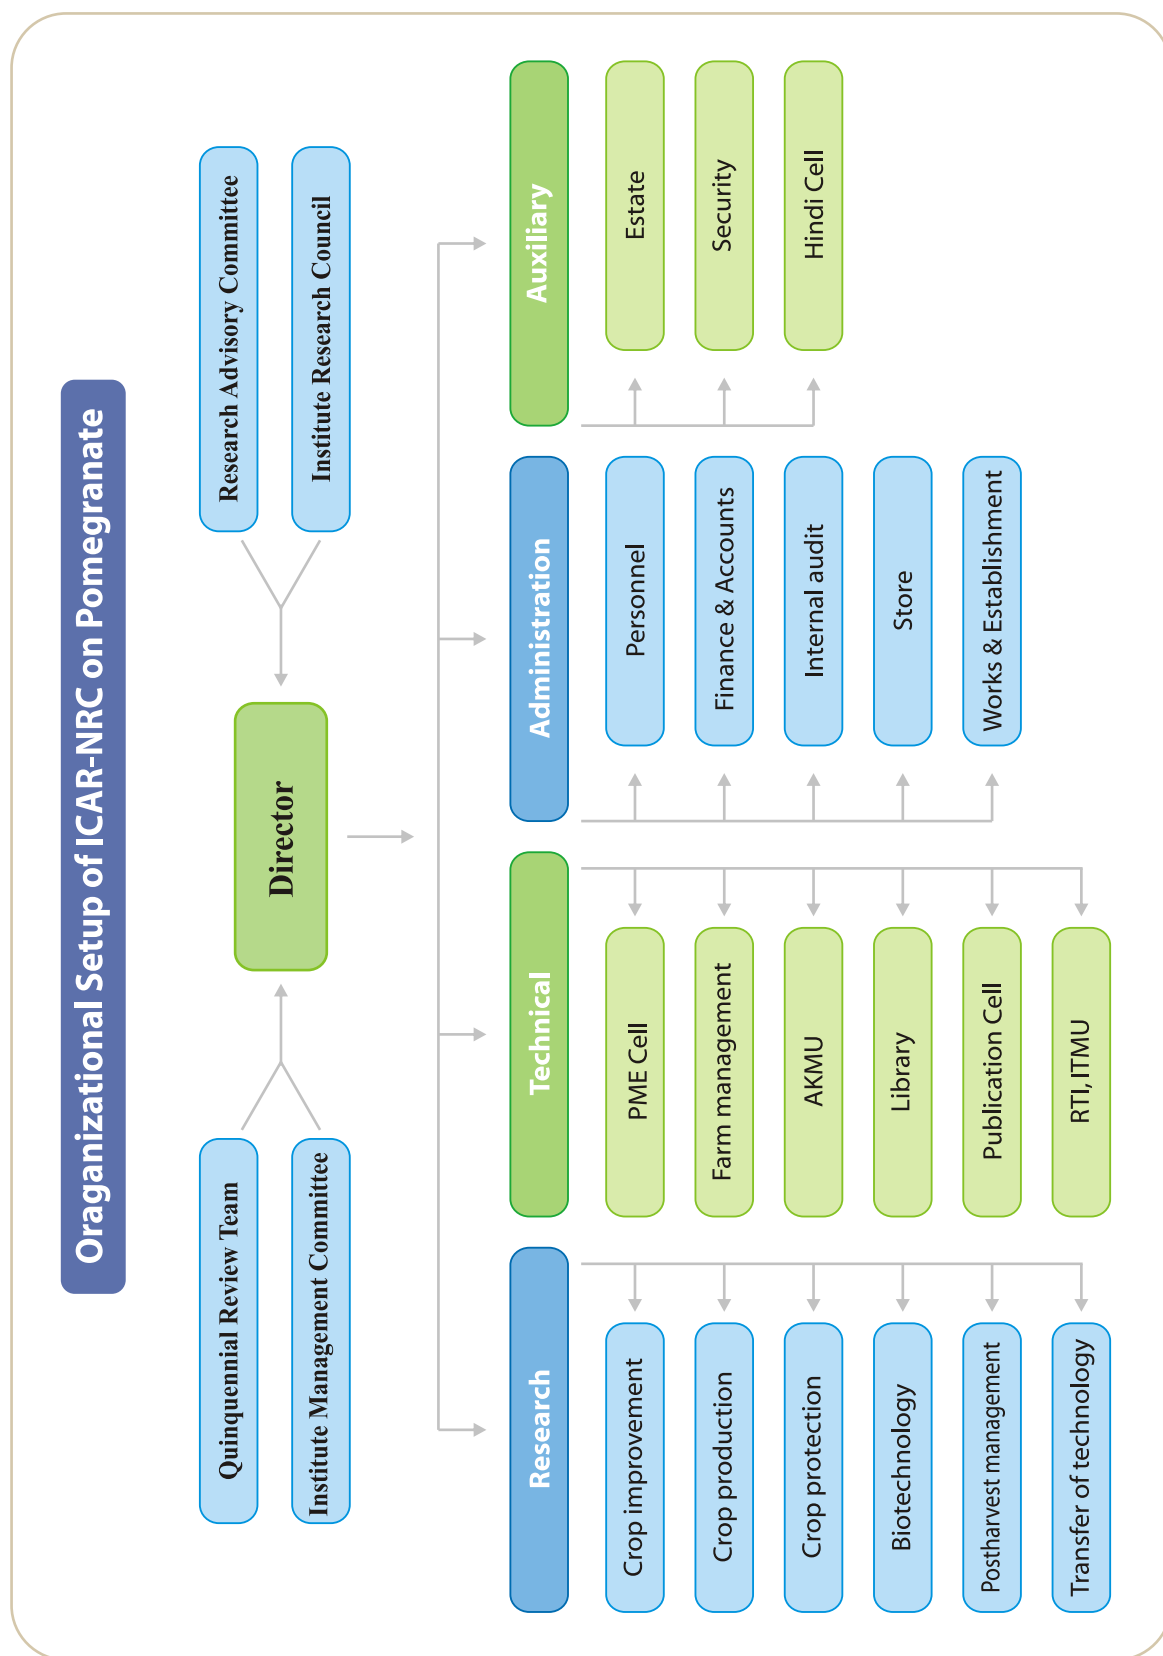 Oraganizational Setup of ICAR-NRC on Pomegranate
Quinquennial Review Team
Institute Management Committee
Director
Research Advisory Committee
Institute Research Council
Research
Crop improvement
Crop production
Crop protection
Biotechnology
Postharvest management
Transfer of technology
Technical
PME Cell
Farm management
AKMU
Library
Publication Cell
RTI, ITMU
Administration
Personnel
Finance & Accounts
Internal audit
Store
Works & Establishment
Auxiliary
Estate
Security
Hindi Cell